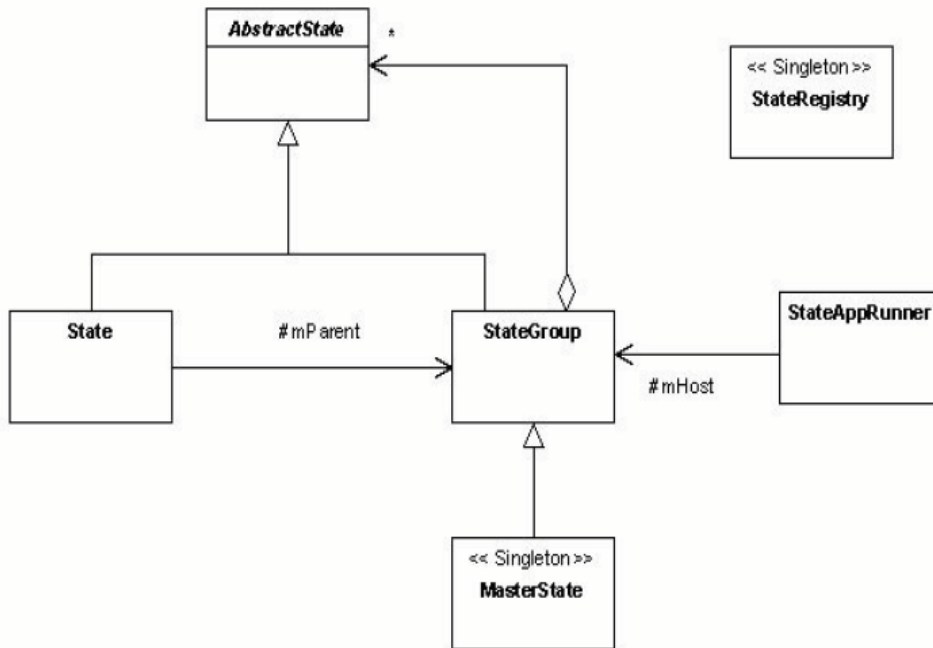 AbstractState
*
<< Singleton >>
StateRegistry
State
#mParent
StateGroup
StateAppRunner
#mHost
<< Singleton >>
MasterState